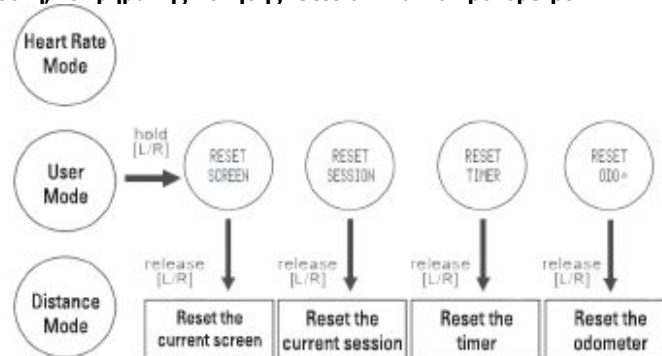 Heart Rate
Mode
hold
[L/R]
User
Mode
RESET
SCREEN
RESET
SESSION
RESET
TIMER
RESET
ODO+
release
[L/R]
release
[L/R]
release
[L/R]
release
[L/R]
Distance
Mode
Reset the
current screen
Reset the
current session
Reset the
timer
Reset the
odometer